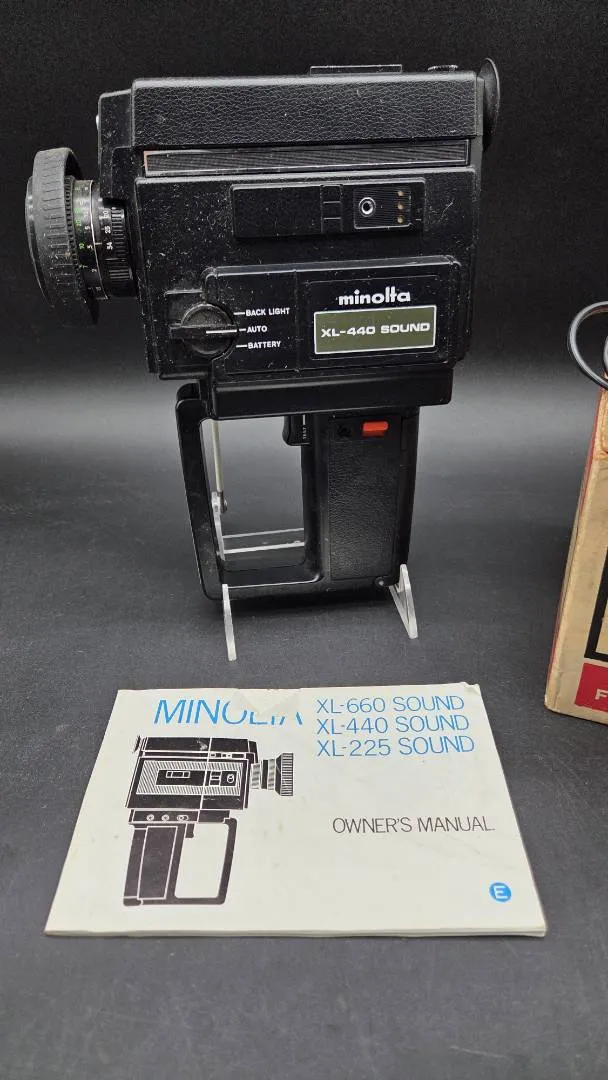 BACK LIGHT
AUTO
BATTERY
minolta
XL-440 SOUND
TEST
MINOLTA
XL-660 SOUND
XL-440 SOUND
XL-225 SOUND
OWNER'S MANUAL
E
F